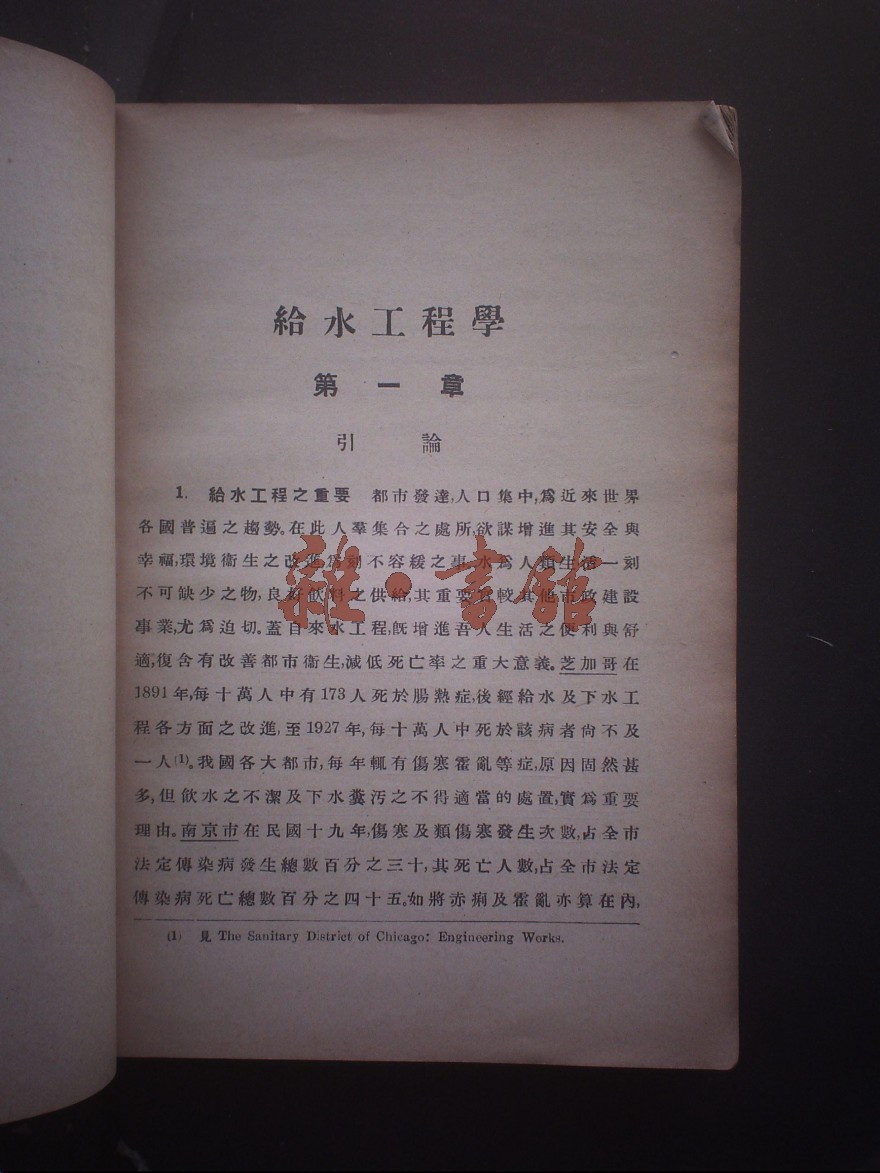 給水工程學
第一章
引論
1. 給水工程之重要 都市發達,人口集中,爲近來世界
各國普遍之趨勢。在此人羣集合之處所,欲謀增進其安全與
幸福,環境衞生之改進爲刻不容緩之事,水爲人類生活一刻
不可缺少之物,良好飲料之供給,其重要實較其他市政建設
事業,尤爲迫切。蓋自來水工程,旣增進吾人生活之便利與舒
適,復含有改善都市衞生,減低死亡率之重大意義。芝加哥在
1891年,每十萬人中有173人死於腸熱症,後經給水及下水工
程各方面之改進,至1927年,每十萬人中死於該病者尙不及
一人(1)。我國各大都市,每年輒有傷寒霍亂等症,原因固然甚
多,但飲水之不潔及下水糞汚之不得適當的處置,實爲重要
理由。南京市在民國十九年,傷寒及類傷寒發生次數,占全市
法定傳染病發生總數百分之三十,其死亡人數,占全市法定
傳染病死亡總數百分之四十五。如將赤痢及霍亂亦算在內,
(1) 見 The Sanitary District of Chicago: Engineering Works.
雜·書館